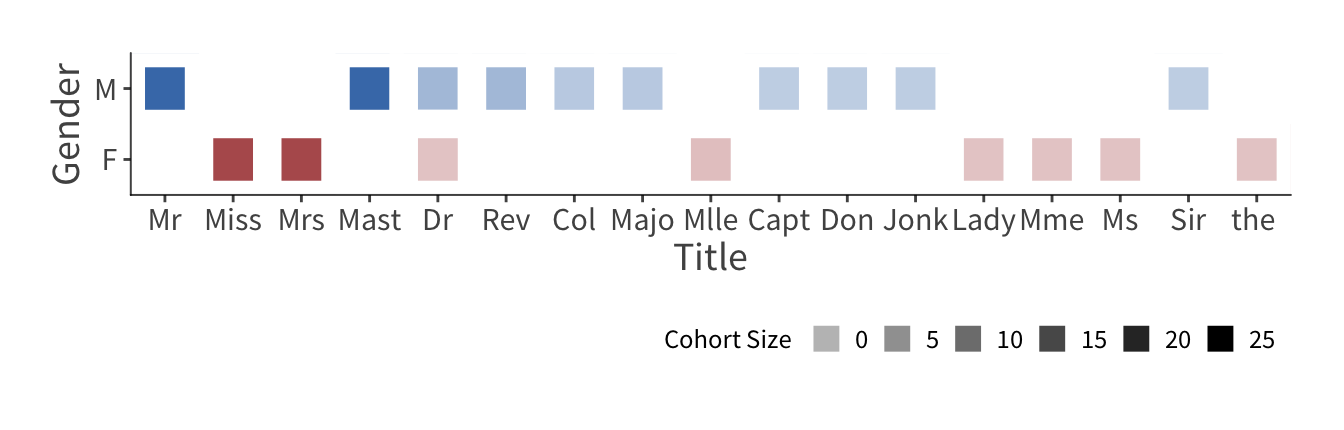 Gender
M
F
Mr Miss Mrs Mast Dr Rev Col Majo Mlle Capt Don Jonk Lady Mme Ms Sir the
Title
Cohort Size 0 5 10 15 20 25